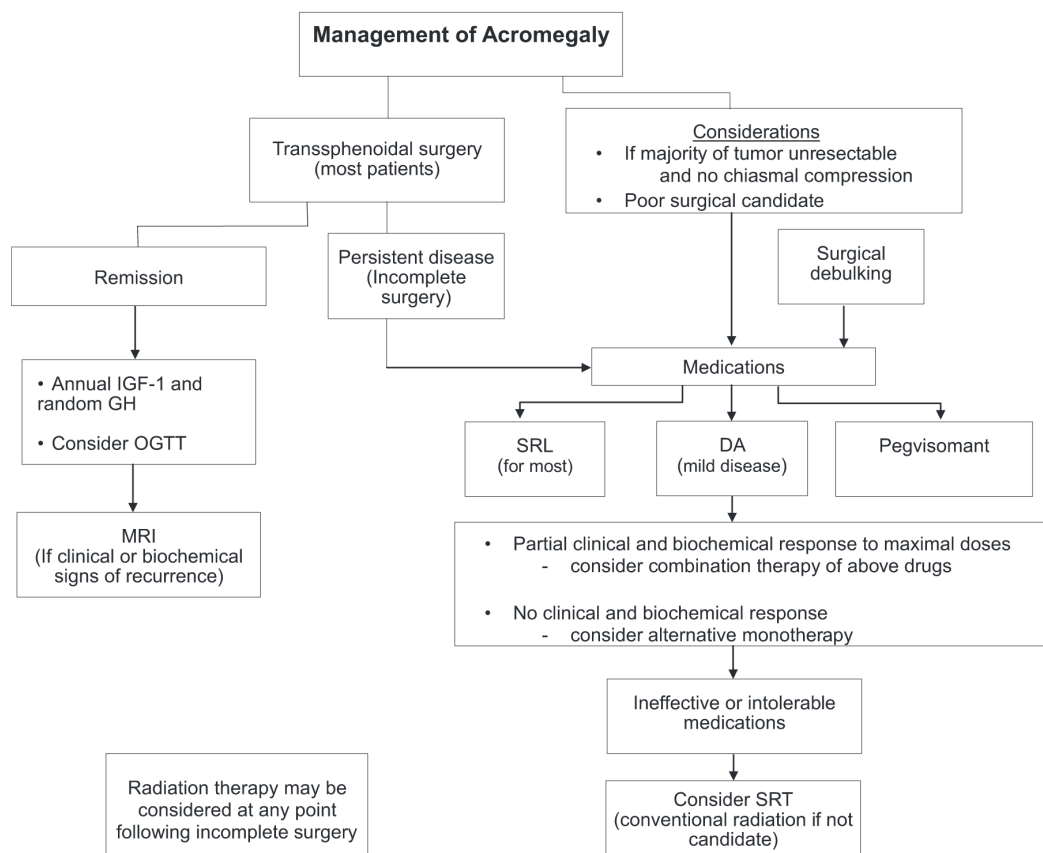 Management of Acromegaly
Transsphenoidal surgery
(most patients)
Considerations
• If majority of tumor unresectable
and no chiasmal compression
• Poor surgical candidate
Remission
Persistent disease
(Incomplete
surgery)
Surgical
debulking
• Annual IGF-1 and
random GH
• Consider OGTT
Medications
SRL
(for most)
DA
(mild disease)
Pegvisomant
MRI
(If clinical or biochemical
signs of recurrence)
• Partial clinical and biochemical response to maximal doses
- consider combination therapy of above drugs
• No clinical and biochemical response
- consider alternative monotherapy
Ineffective or intolerable
medications
Radiation therapy may be
considered at any point
following incomplete surgery
Consider SRT
(conventional radiation if not
candidate)